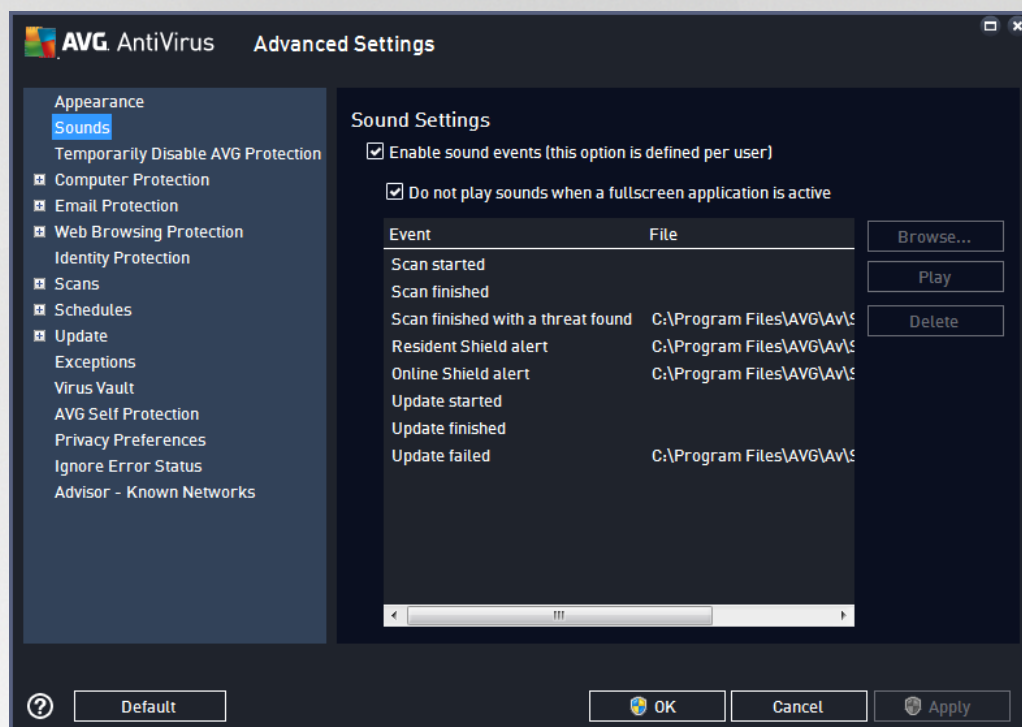 AVG. AntiVirus Advanced Settings
Appearance
Sounds
Temporarily Disable AVG Protection
Computer Protection
Email Protection
Web Browsing Protection
Identity Protection
Scans
Schedules
Update
Exceptions
Virus Vault
AVG Self Protection
Privacy Preferences
Ignore Error Status
Advisor - Known Networks
Sound Settings
Enable sound events (this option is defined per user)
Do not play sounds when a fullscreen application is active
Event File
Scan started
Scan finished
Scan finished with a threat found C:\Program Files\AVG\Av\S
Resident Shield alert C:\Program Files\AVG\Av\S
Online Shield alert C:\Program Files\AVG\Av\S
Update started
Update finished
Update failed C:\Program Files\AVG\Av\S
Browse...
Play
Delete
? Default OK Cancel Apply